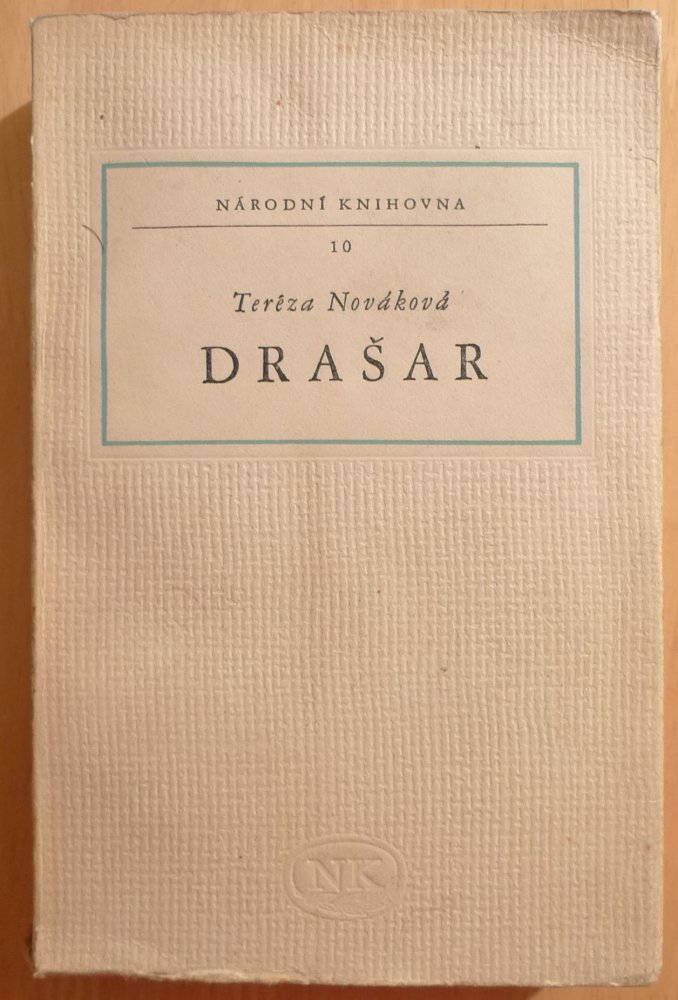 NÁRODNÍ KNIHOVNA
10
Teréza Nováková
DRAŠAR
NK